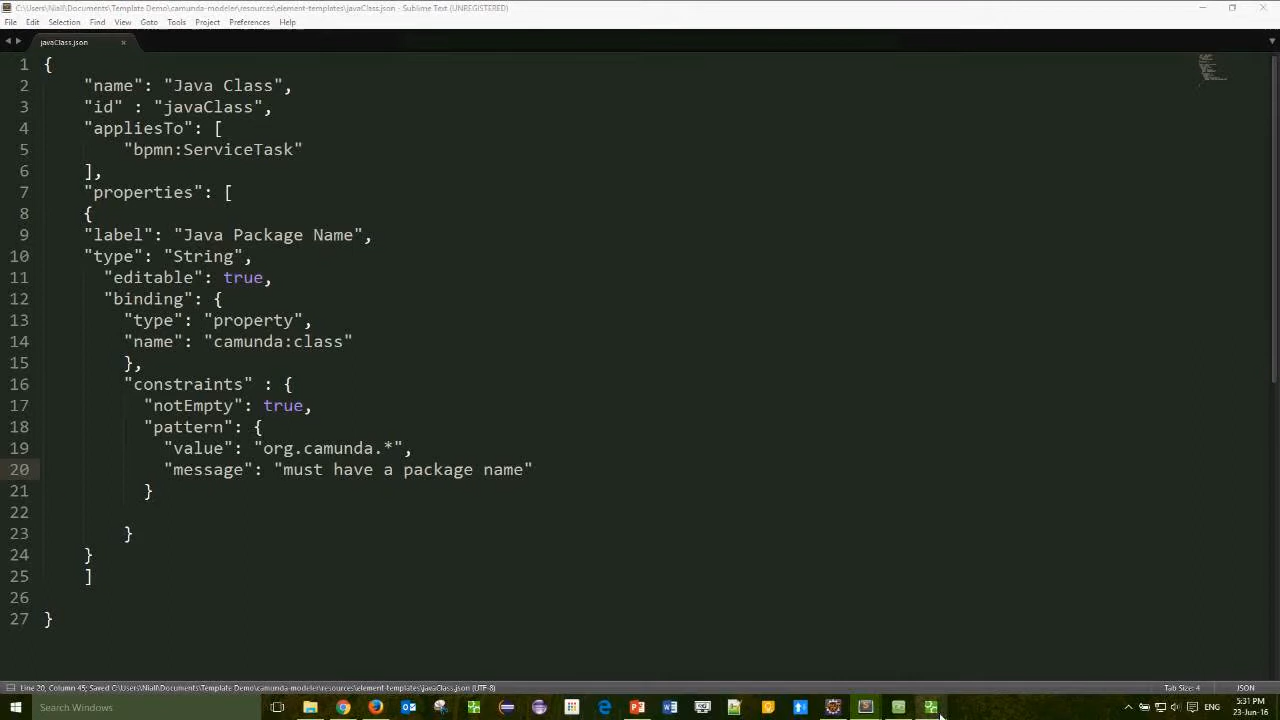 C:\Users\Niall\Documents\Template Demo\camunda-modeler\resources\element-templates\javaClass.json - Sublime Text (UNREGISTERED)
File Edit Selection Find View Goto Tools Project Preferences Help
javaClass.json
1 {
2 "name": "Java Class",
3 "id" : "javaClass",
4 "appliesTo": [
5 "bpmn:ServiceTask"
6 ],
7 "properties": [
8 {
9 "label": "Java Package Name",
10 "type": "String",
11 "editable": true,
12 "binding": {
13 "type": "property",
14 "name": "camunda:class"
15 },
16 "constraints" : {
17 "notEmpty": true,
18 "pattern": {
19 "value": "org.camunda.*",
20 "message": "must have a package name"
21 }
22
23 }
24 }
25 ]
26
27 }
Line 20, Column 45; Saved C:\Users\Niall\Documents\Template Demo\camunda-modeler\resources\element-templates\javaClass.json (UTF-8) Tab Size: 4 JSON
Search Windows
ENG
5:31 PM
23-Jun-16